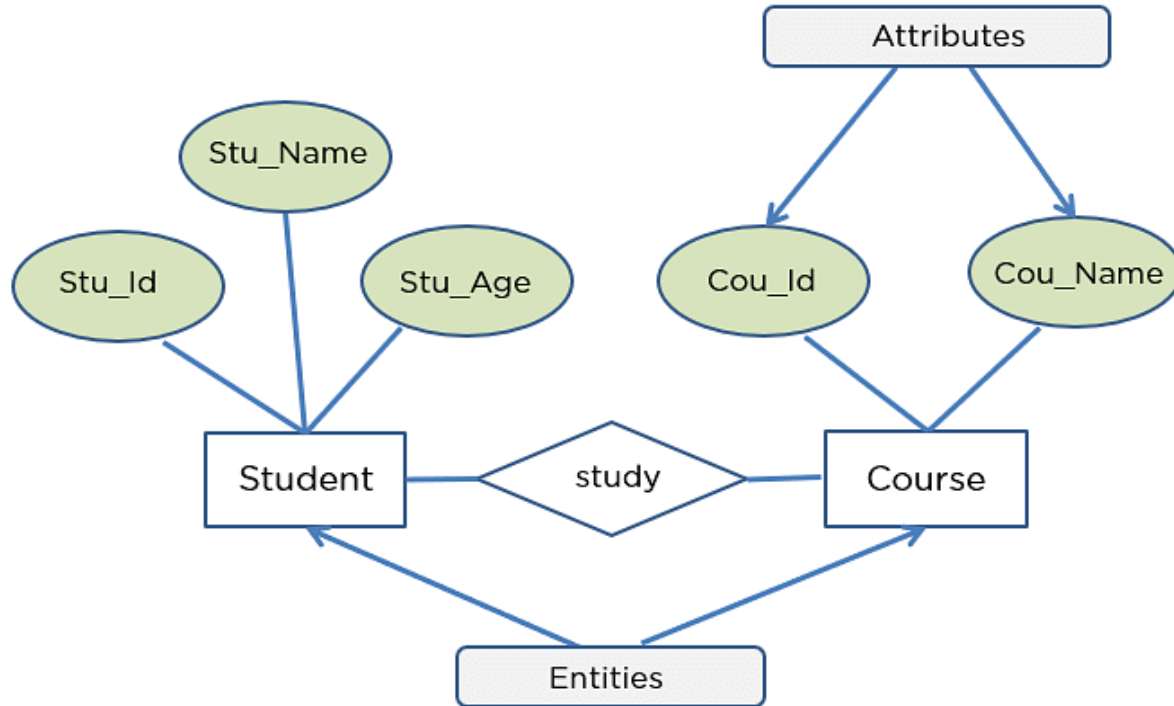 Attributes
Stu_Name
Stu_Id
Stu_Age
Cou_Id
Cou_Name
Student
study
Course
Entities